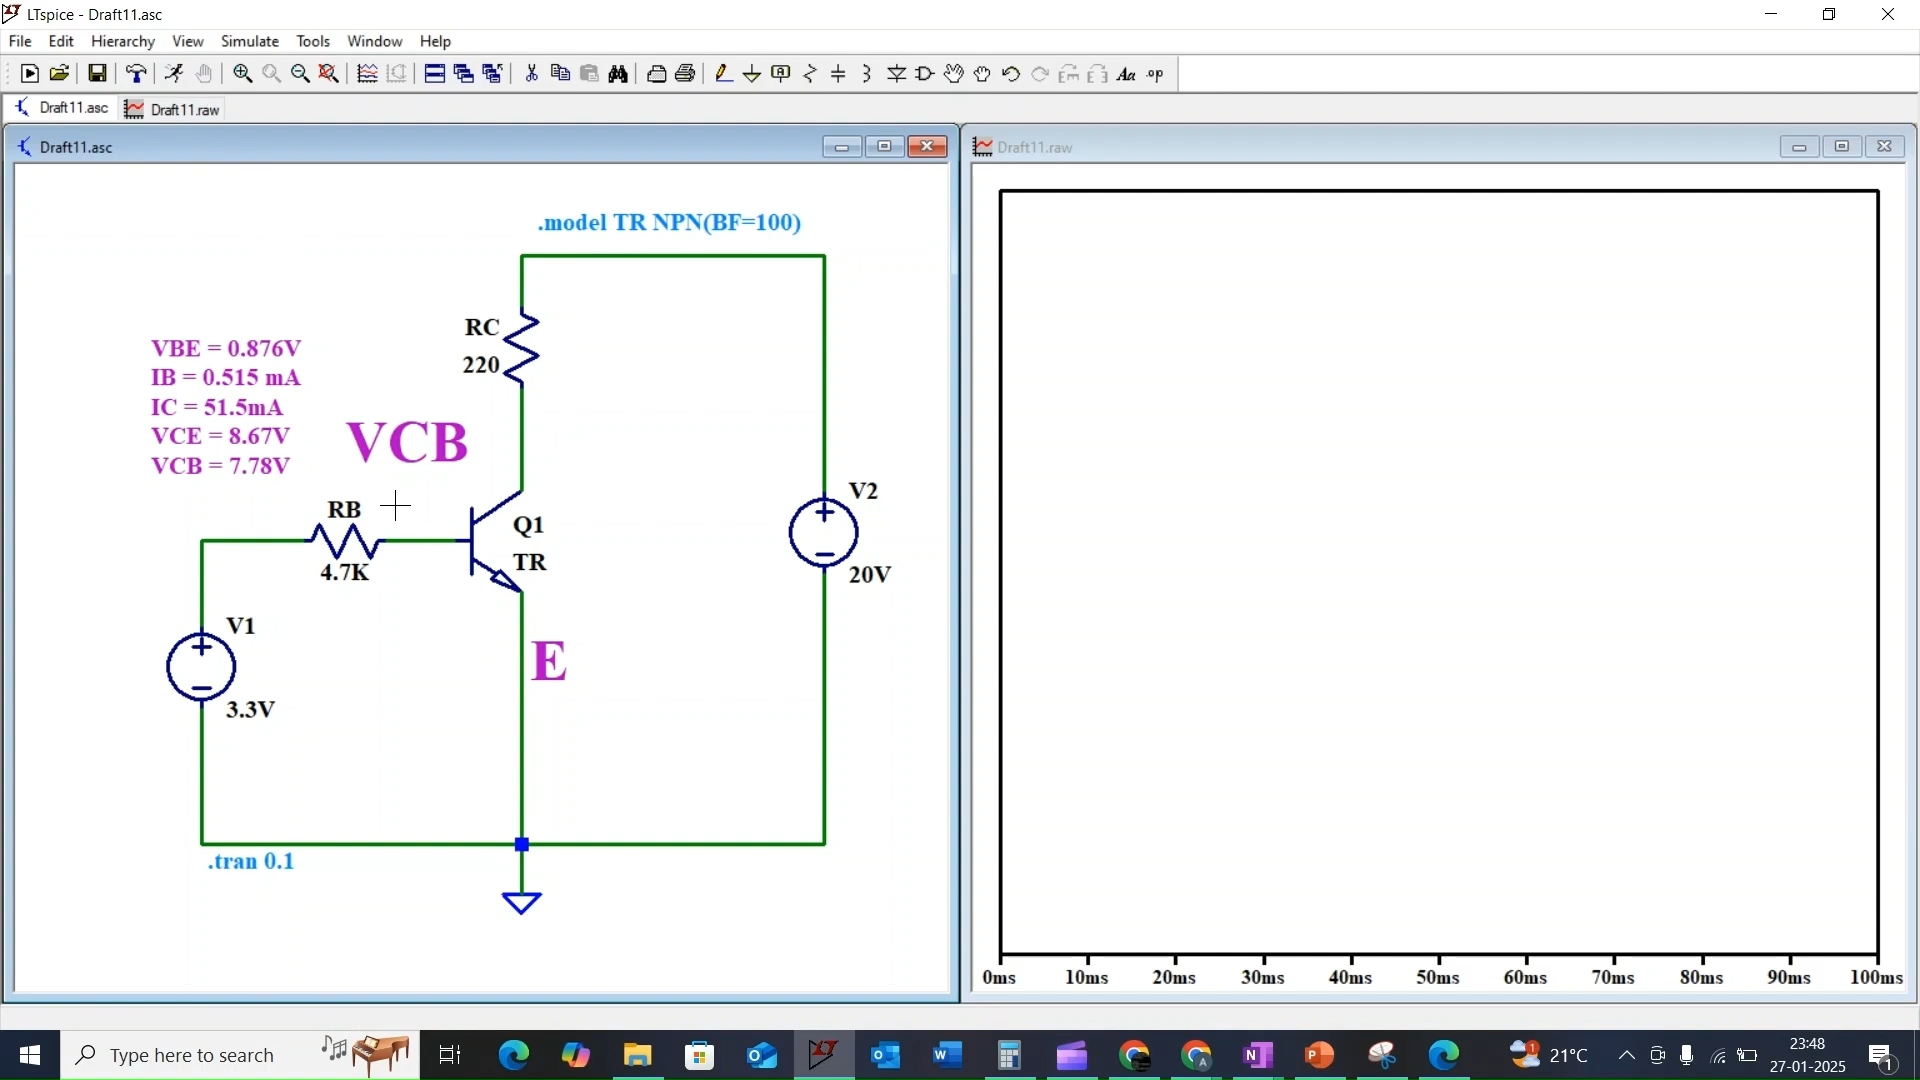 LTspice - Draft11.asc
File Edit Hierarchy View Simulate Tools Window Help
Aa .op
Draft11.asc Draft11.raw
Draft11.asc
.model TR NPN(BF=100)
RC
220
VBE = 0.876V
IB = 0.515 mA
IC = 51.5mA
VCE = 8.67V
VCB = 7.78V
VCB
RB
4.7K
Q1
TR
V2
20V
V1
3.3V
E
.tran 0.1
Draft11.raw
0ms 10ms 20ms 30ms 40ms 50ms 60ms 70ms 80ms 90ms 100ms
Type here to search
21°C
23:48
27-01-2025
1